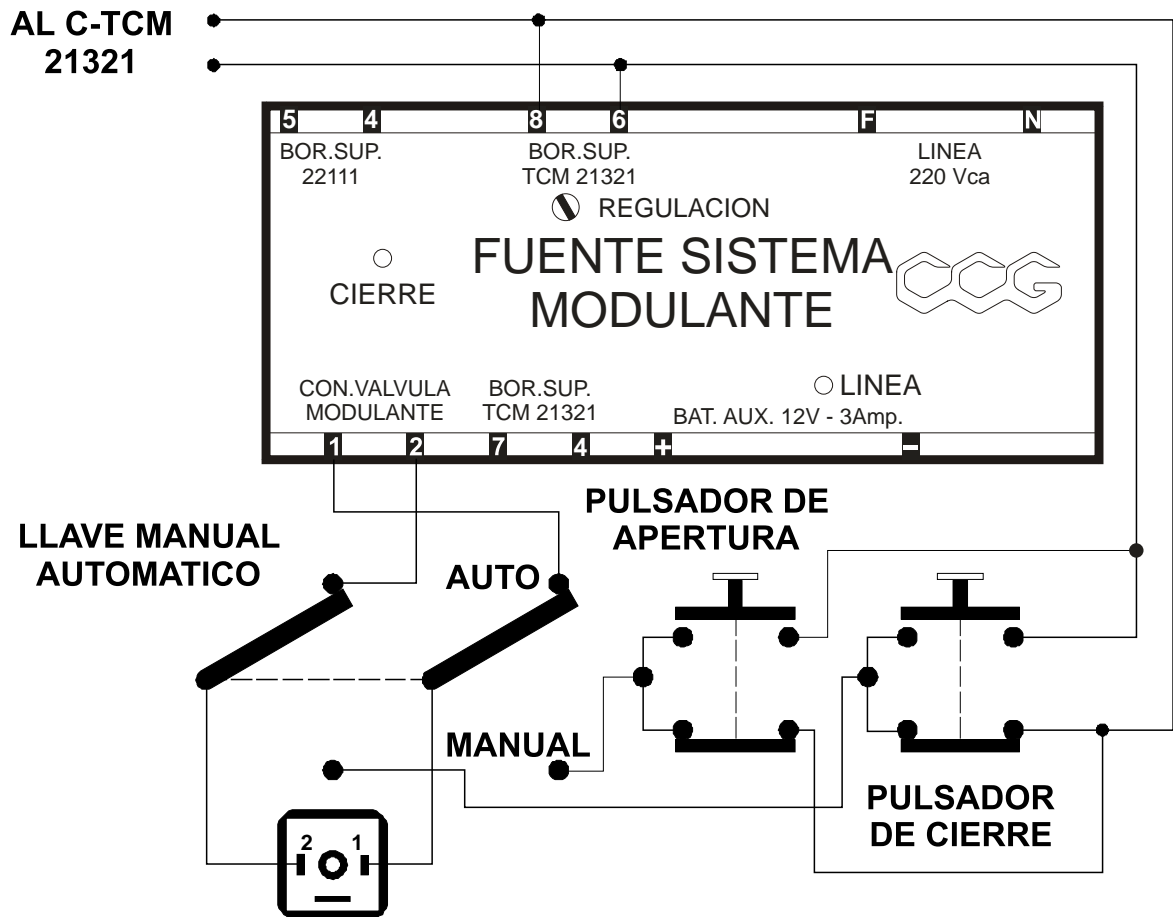 AL C-TCM
21321
5 4 8 6 F N
BOR.SUP.
22111
BOR.SUP.
TCM 21321
LINEA
220 Vca
REGULACION
FUENTE SISTEMA
MODULANTE
CCG
CIERRE
CON.VALVULA
MODULANTE
BOR.SUP.
TCM 21321
LINEA
BAT. AUX. 12V - 3Amp.
1 2 7 4 + -
LLAVE MANUAL
AUTOMATICO
AUTO
PULSADOR DE
APERTURA
MANUAL
PULSADOR
DE CIERRE
2 1